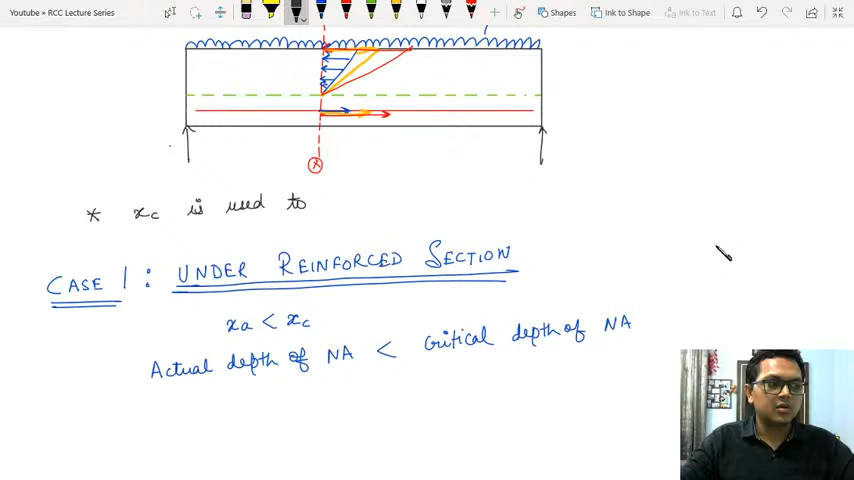 Youtube » RCC Lecture Series
Shapes
Ink to Shape
Ink to Text
x
* xc is used to
CASE 1 : UNDER REINFORCED SECTION
xa < xc
Actual depth of NA < Critical depth of NA